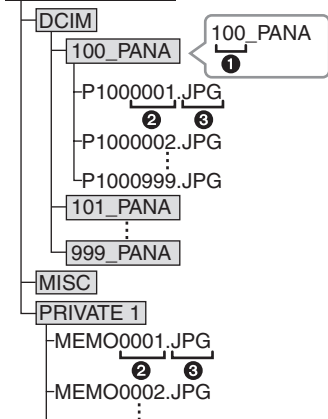 DCIM
100_PANA
100_PANA
❶
P1000001.JPG
❷ ❸
P1000002.JPG
P1000999.JPG
101_PANA
999_PANA
MISC
PRIVATE 1
MEMO0001.JPG
❷ ❸
MEMO0002.JPG